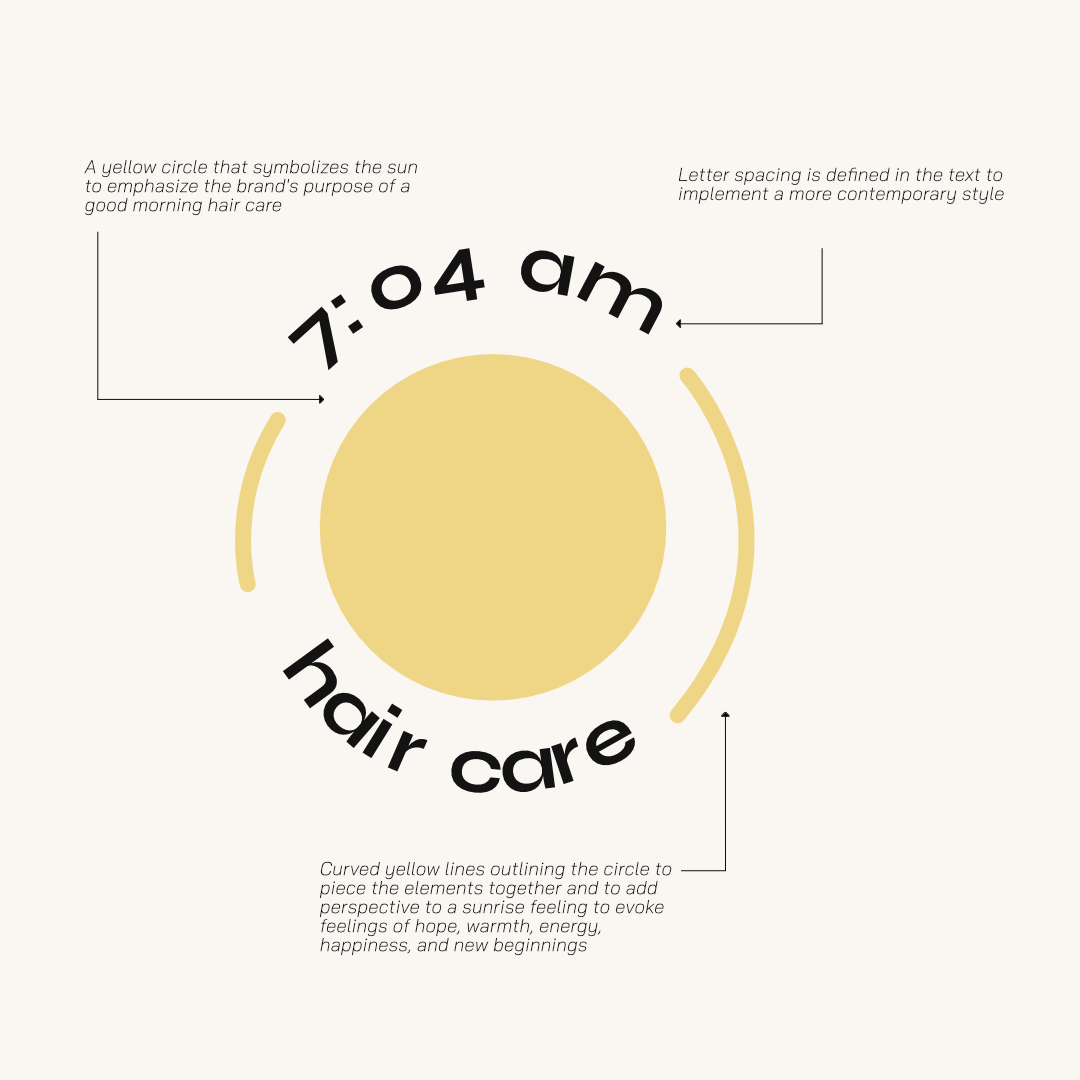 A yellow circle that symbolizes the sun
to emphasize the brand's purpose of a
good morning hair care
Letter spacing is defined in the text to
implement a more contemporary style
7:04 am
hair care
Curved yellow lines outlining the circle to
piece the elements together and to add
perspective to a sunrise feeling to evoke
feelings of hope, warmth, energy,
happiness, and new beginnings